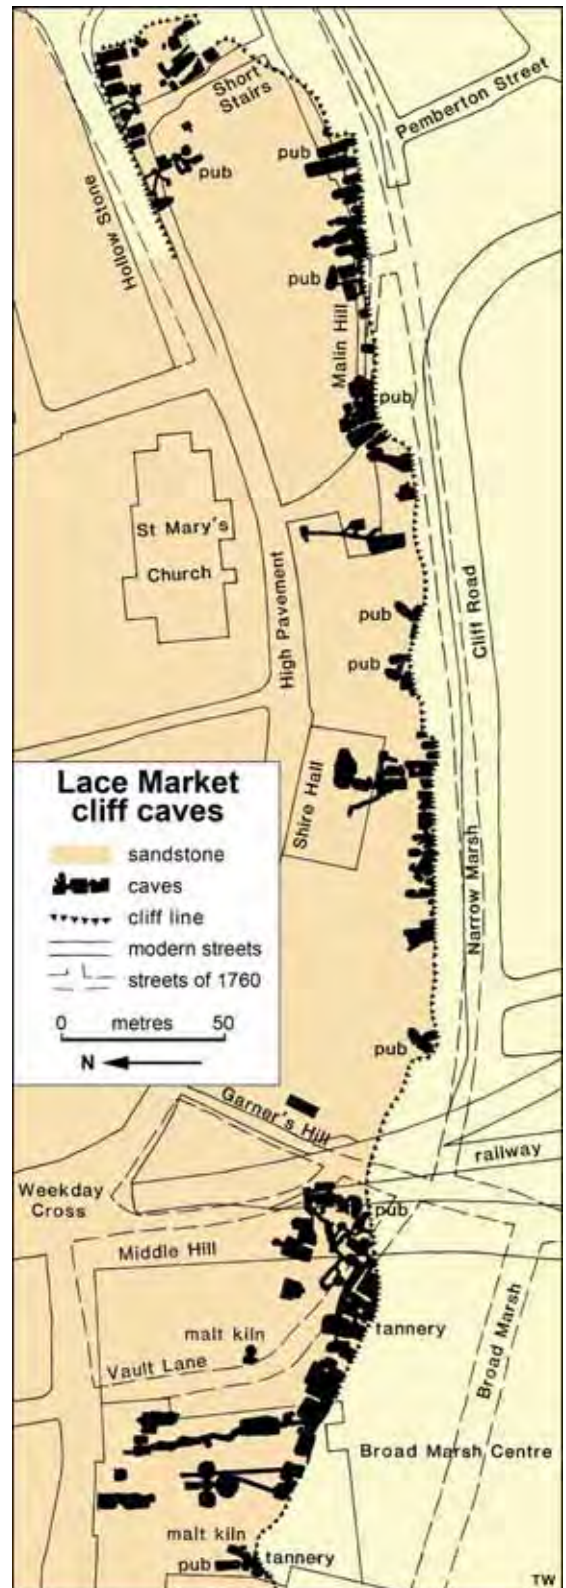 Short
Stairs
Pemberton Street
pub
pub
Hollow Stone
pub
Malin Hill
pub
St Mary's
Church
High Pavement
pub
Cliff Road
pub
Shire Hall
Narrow Marsh
Lace Market
cliff caves
sandstone
caves
cliff line
modern streets
streets of 1760
0 metres 50
N
pub
Garner's Hill
railway
Weekday
Cross
pub
Middle Hill
tannery
malt kiln
Vault Lane
Broad Marsh
Broad Marsh Centre
malt kiln
pub
tannery
TW